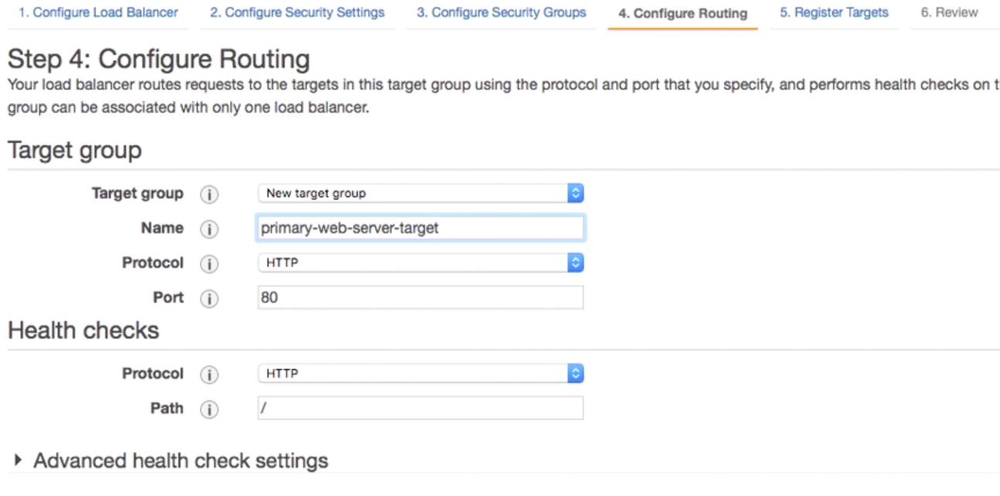 1. Configure Load Balancer 2. Configure Security Settings 3. Configure Security Groups 4. Configure Routing 5. Register Targets 6. Review
Step 4: Configure Routing
Your load balancer routes requests to the targets in this target group using the protocol and port that you specify, and performs health checks on
group can be associated with only one load balancer.
Target group
Target group i New target group
Name i primary-web-server-target
Protocol i HTTP
Port i 80
Health checks
Protocol i HTTP
Path i /
Advanced health check settings